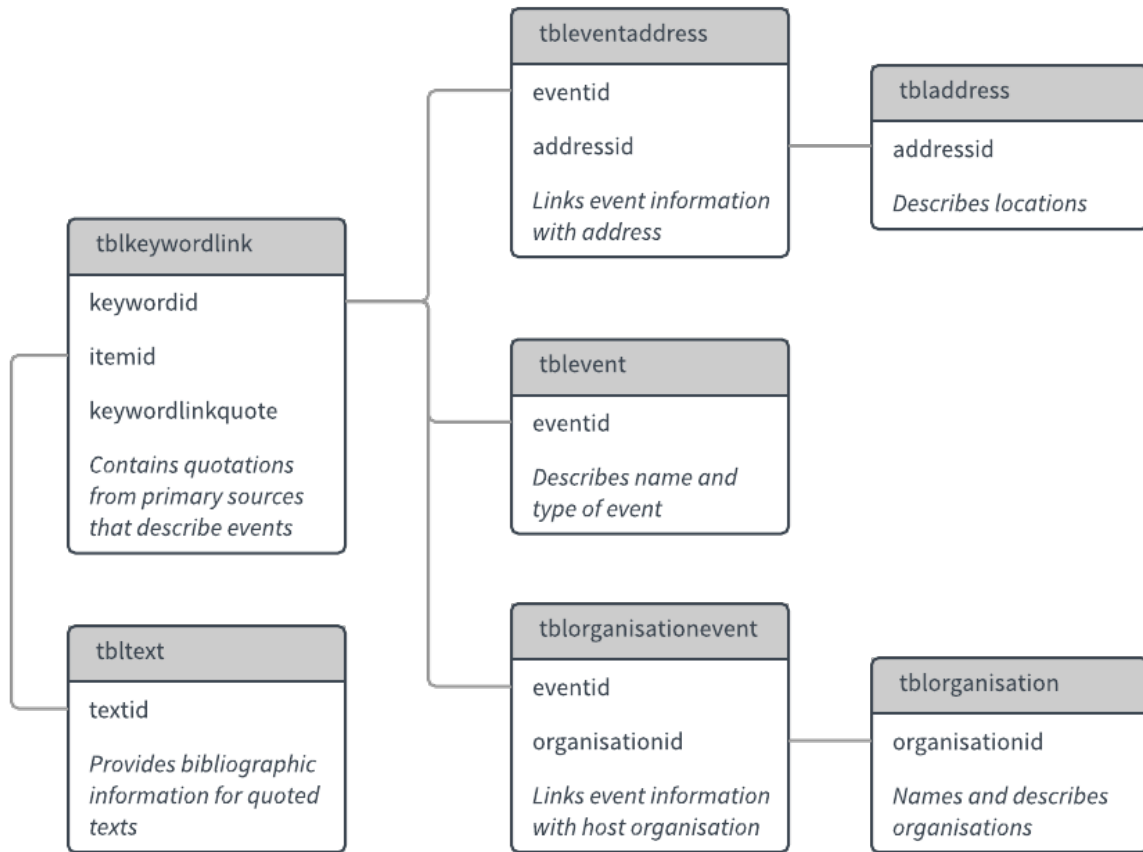 tbleventaddress
eventid
addressid
Links event information
with address
tbladdress
addressid
Describes locations
tblkeywordlink
keywordid
itemid
keywordlinkquote
Contains quotations
from primary sources
that describe events
tblevent
eventid
Describes name and
type of event
tbltext
textid
Provides bibliographic
information for quoted
texts
tblorganisationevent
eventid
organisationid
Links event information
with host organisation
tblorganisation
organisationid
Names and describes
organisations